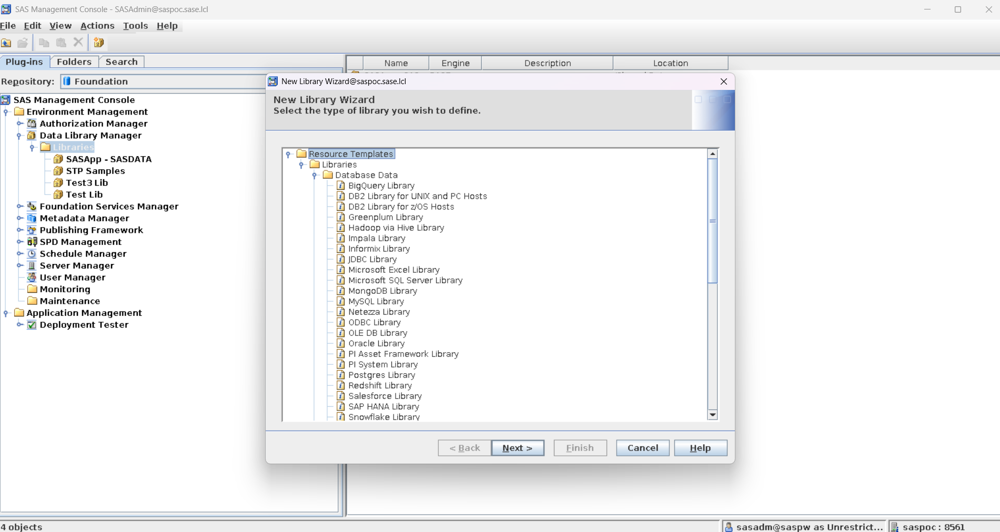 SAS Management Console - SASAdmin@saspoc.sase.lcl
File Edit View Actions Tools Help
Plug-ins Folders Search
Repository: Foundation
SAS Management Console
Environment Management
Authorization Manager
Data Library Manager
Libraries
SASApp - SASDATA
STP Samples
Test3 Lib
Test Lib
Foundation Services Manager
Metadata Manager
Publishing Framework
SPD Management
Schedule Manager
Server Manager
User Manager
Monitoring
Maintenance
Application Management
Deployment Tester
Name Engine Description Location
New Library Wizard@saspoc.sase.lcl
New Library Wizard
Select the type of library you wish to define.
Resource Templates
Libraries
Database Data
BigQuery Library
DB2 Library for UNIX and PC Hosts
DB2 Library for z/OS Hosts
Greenplum Library
Hadoop via Hive Library
Impala Library
Informix Library
JDBC Library
Microsoft Excel Library
Microsoft SQL Server Library
MongoDB Library
MySQL Library
Netezza Library
ODBC Library
OLE DB Library
Oracle Library
PI Asset Framework Library
PI System Library
Postgres Library
Redshift Library
Salesforce Library
SAP HANA Library
Snowflake Library
< Back Next > Finish Cancel Help
4 objects
sasadm@saspw as Unrestrict...
saspoc : 8561